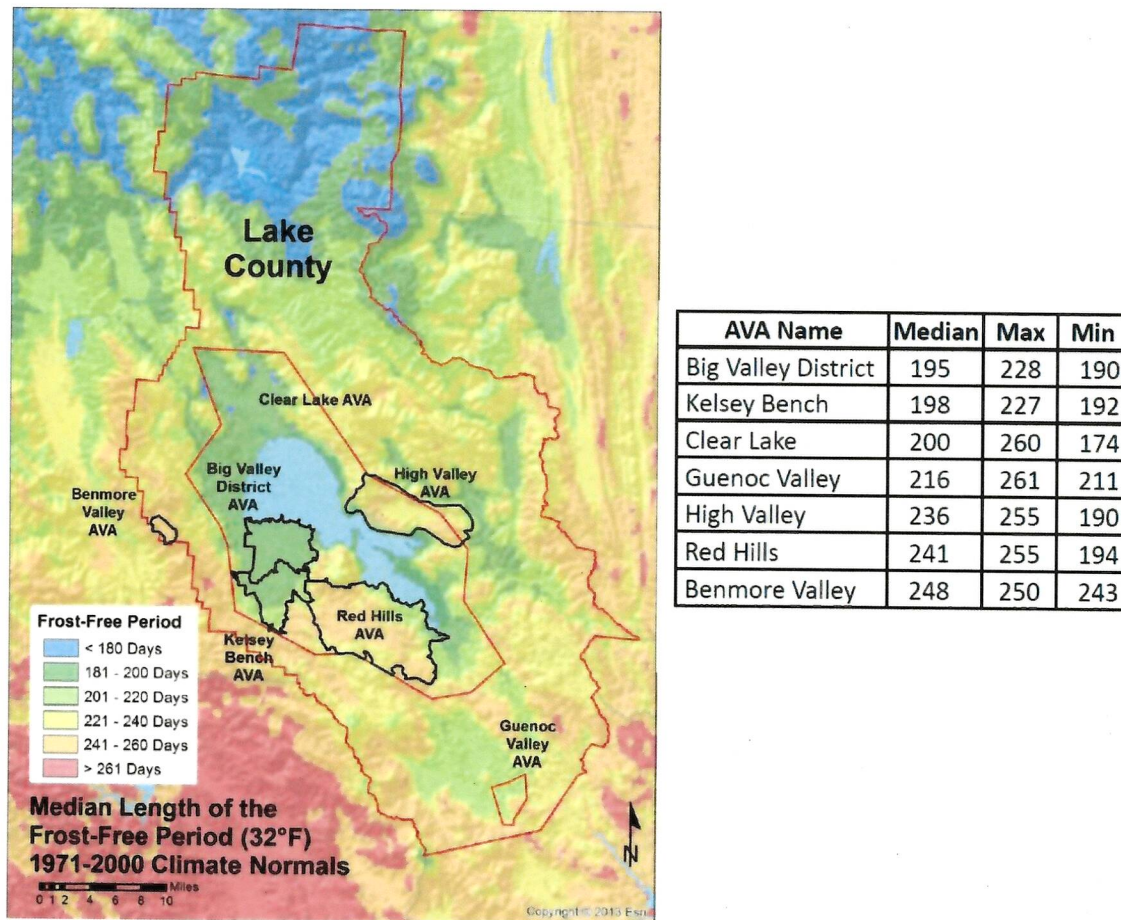 Lake
County
Clear Lake AVA
Big Valley
District
AVA
High Valley
AVA
Benmore
Valley
AVA
Red Hills
AVA
Kelsey
Bench
AVA
Guenoc
Valley
AVA
Frost-Free Period
< 180 Days
181 - 200 Days
201 - 220 Days
221 - 240 Days
241 - 260 Days
> 261 Days
Median Length of the
Frost-Free Period (32°F)
1971-2000 Climate Normals
Miles
0 1 2 4 6 8 10
N
Copyright:© 2013 Esri
AVA Name Median Max Min
Big Valley District 195 228 190
Kelsey Bench 198 227 192
Clear Lake 200 260 174
Guenoc Valley 216 261 211
High Valley 236 255 190
Red Hills 241 255 194
Benmore Valley 248 250 243